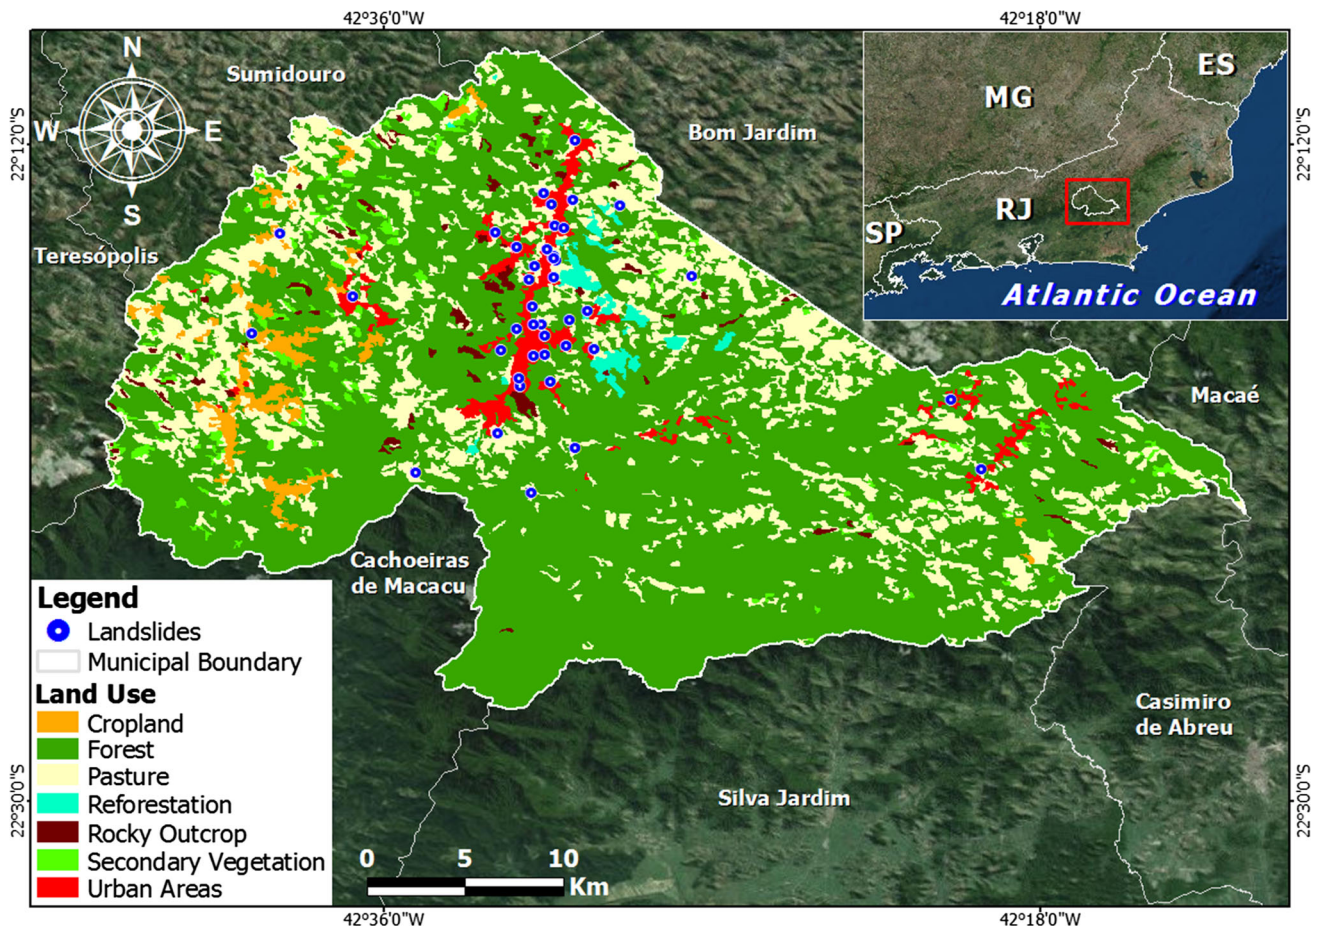 42°36'0"W
42°18'0"W
N
W
E
S
Sumidouro
Bom Jardim
Teresópolis
22°12'0"S
22°12'0"S
MG
ES
RJ
SP
Atlantic Ocean
Macaé
Cachoeiras
de Macacu
Casimiro
de Abreu
Silva Jardim
Legend
Landslides
Municipal Boundary
Land Use
Cropland
Forest
Pasture
Reforestation
Rocky Outcrop
Secondary Vegetation
Urban Areas
0 5 10
Km
22°30'0"S
22°30'0"S
42°36'0"W
42°18'0"W